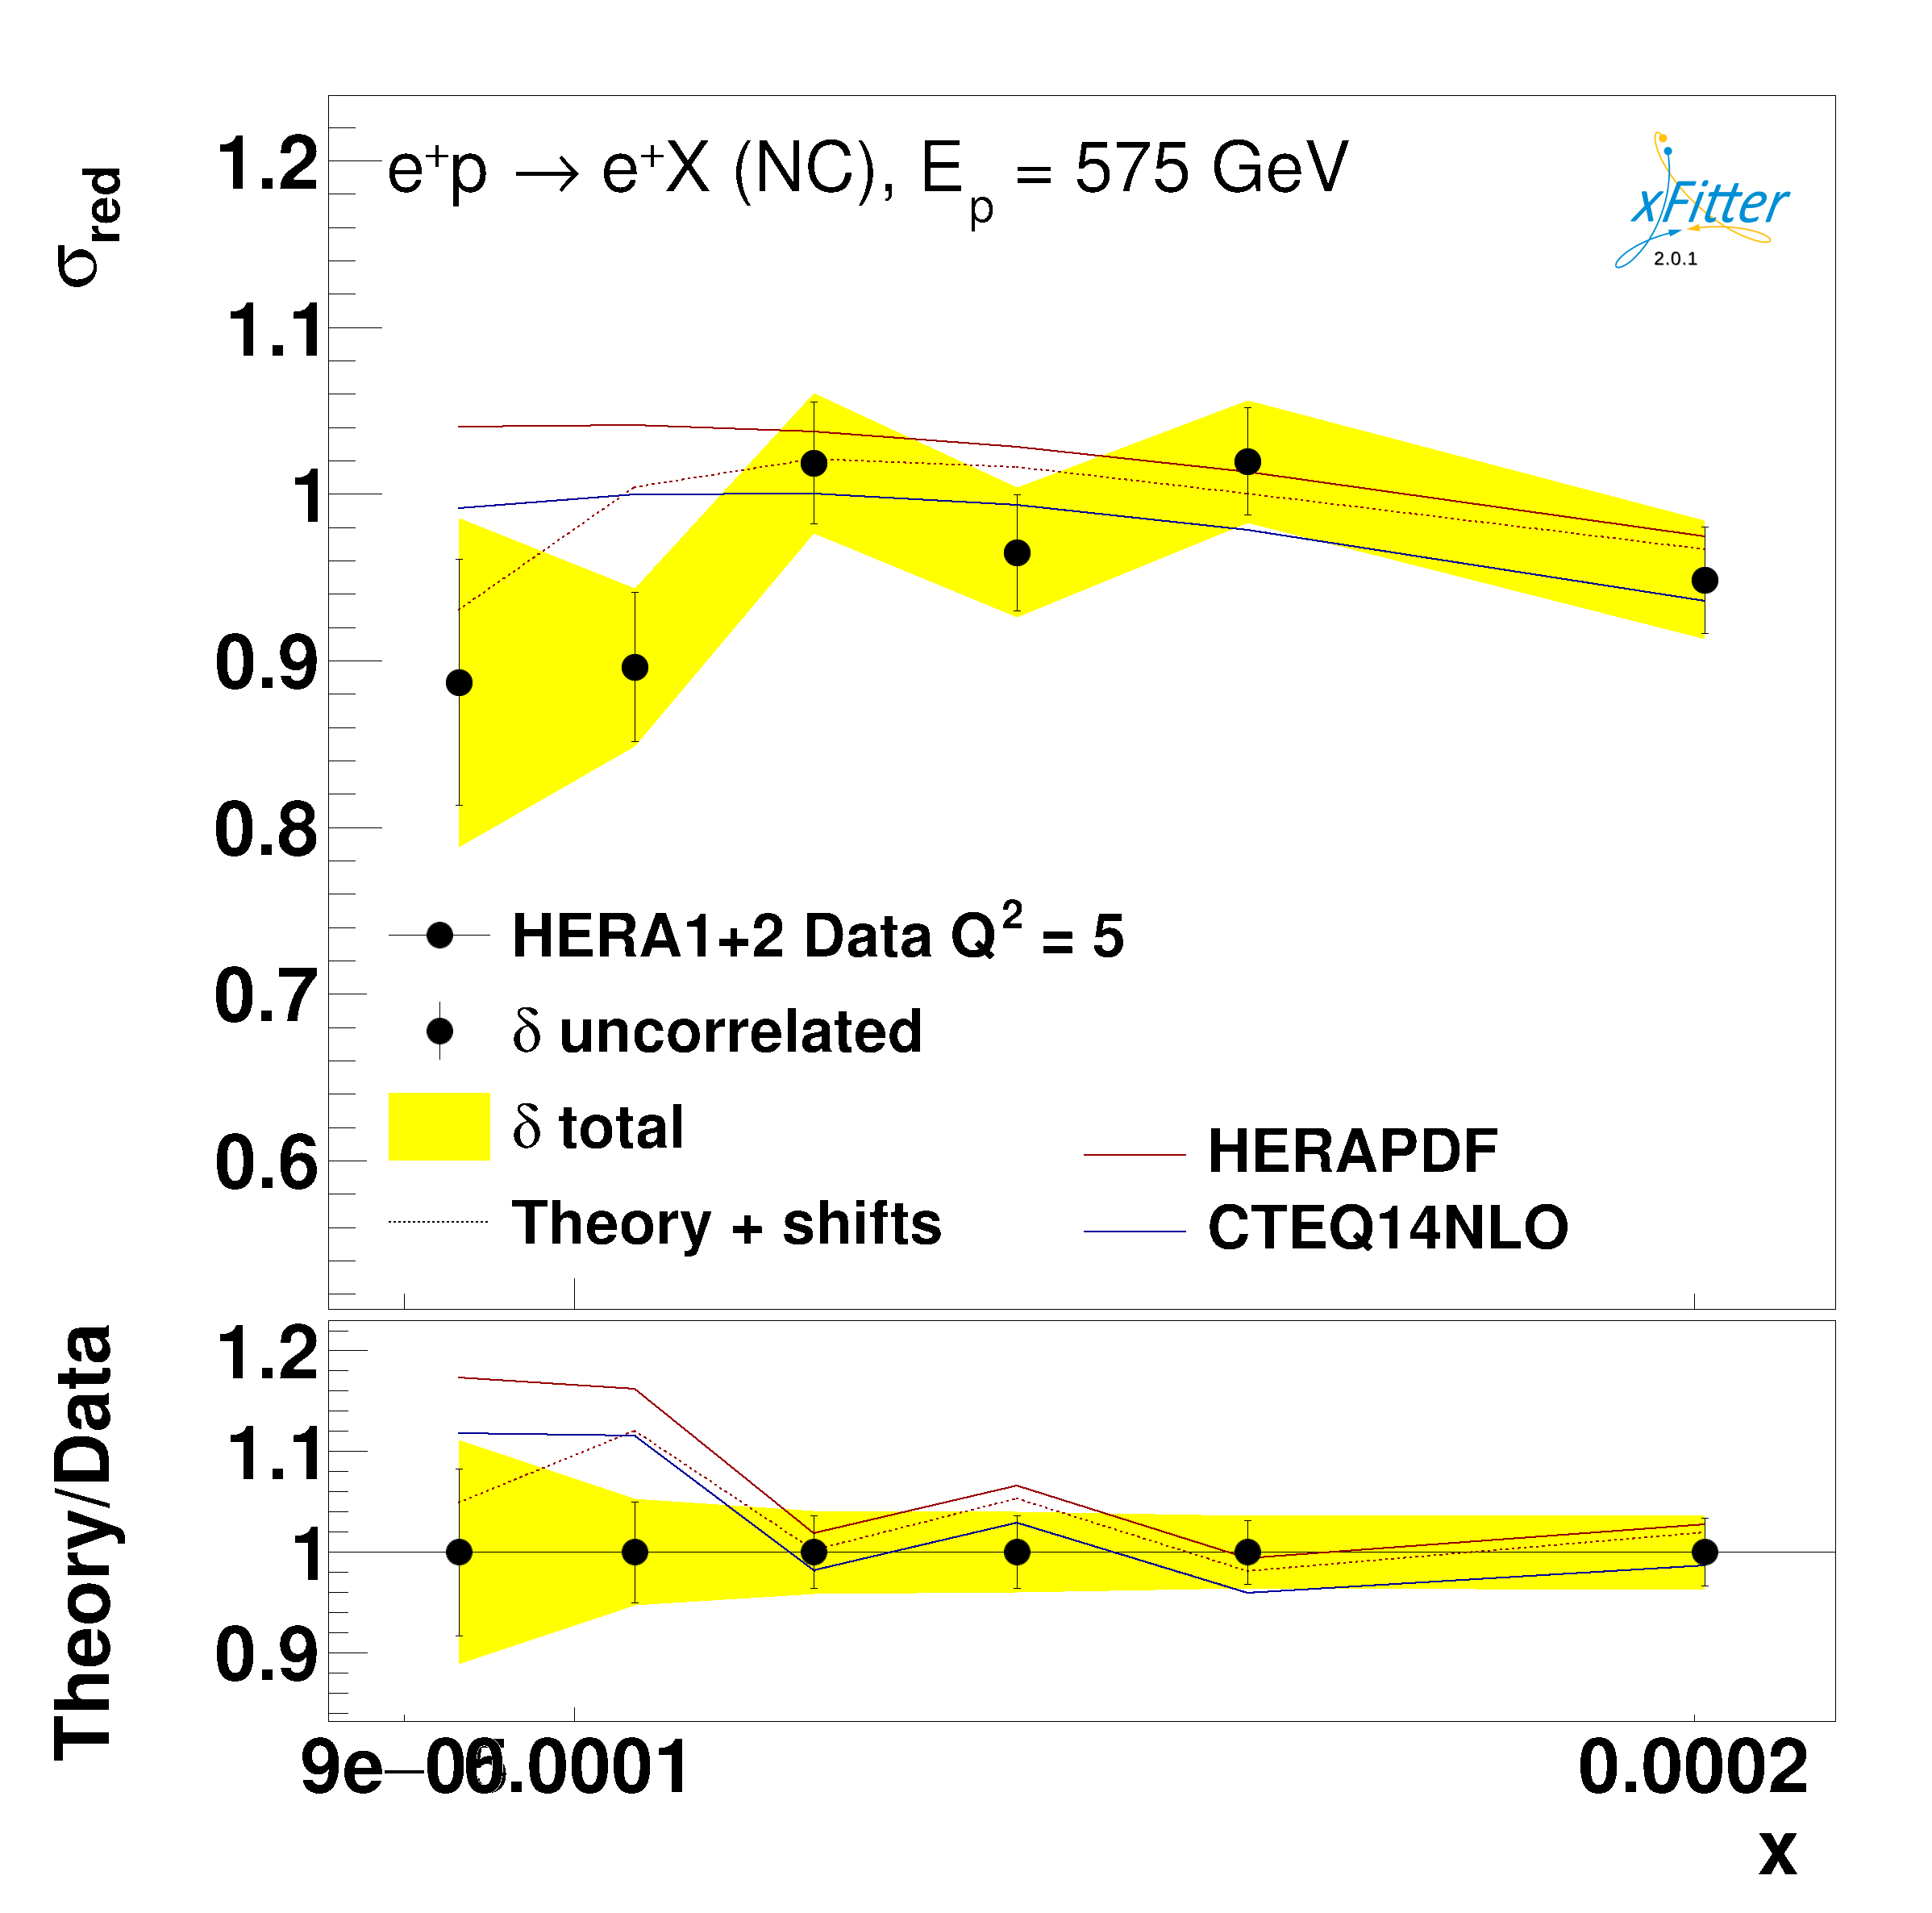 σred
1.2
1.1
1
0.9
0.8
0.7
0.6
e+p → e+X (NC), Ep = 575 GeV
xFitter
2.0.1
HERA1+2 Data Q2 = 5
δ uncorrelated
δ total
Theory + shifts
HERAPDF
CTEQ14NLO
Theory/Data
1.2
1.1
1
0.9
9e−05
0.0001
0.0002
x